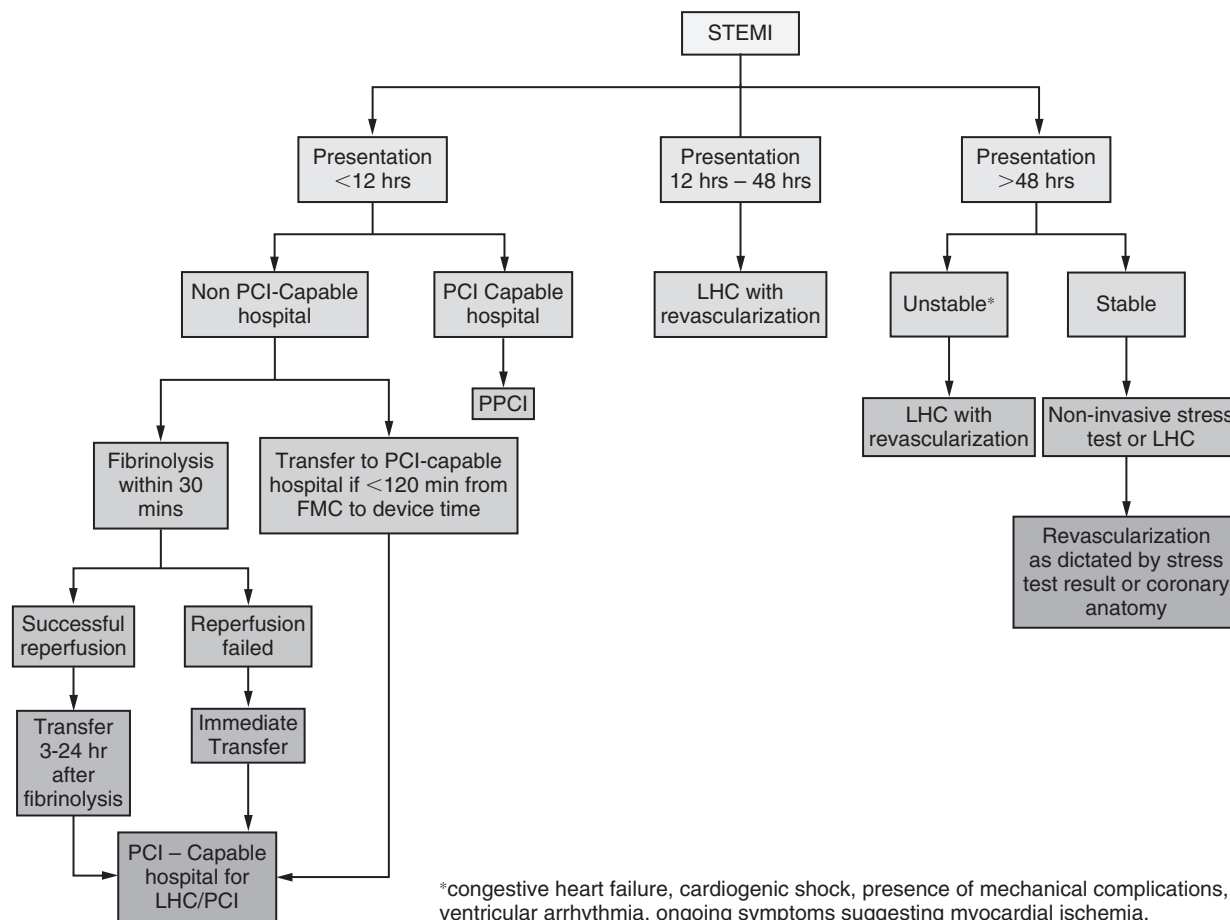 STEMI
Presentation
<12 hrs
Presentation
12 hrs – 48 hrs
Presentation
>48 hrs
Non PCI-Capable
hospital
PCI Capable
hospital
LHC with
revascularization
Unstable*
Stable
PPCI
LHC with
revascularization
Non-invasive stress
test or LHC
Fibrinolysis
within 30
mins
Transfer to PCI-capable
hospital if <120 min from
FMC to device time
Revascularization
as dictated by stress
test result or coronary
anatomy
Successful
reperfusion
Reperfusion
failed
Transfer
3-24 hr
after
fibrinolysis
Immediate
Transfer
PCI – Capable
hospital for
LHC/PCI
*congestive heart failure, cardiogenic shock, presence of mechanical complications,
ventricular arrhythmia, ongoing symptoms suggesting myocardial ischemia.